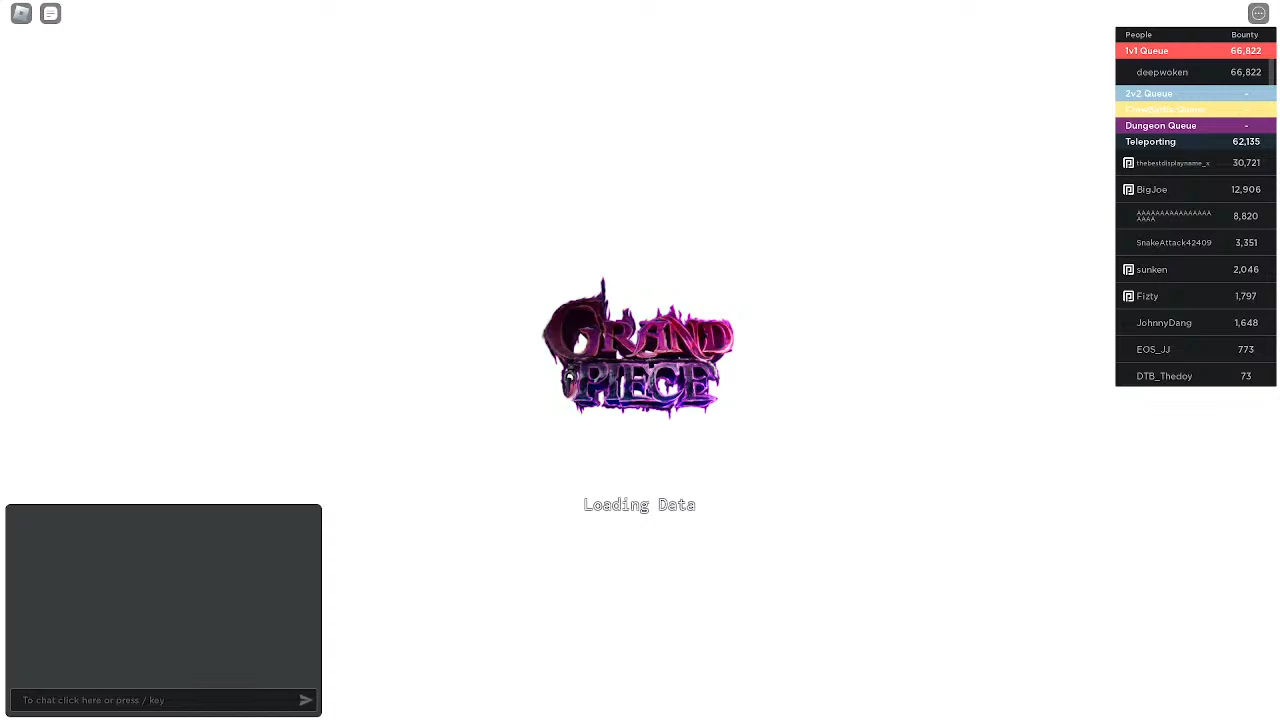 People Bounty
1v1 Queue 66,822
deepwoken 66,822
2v2 Queue -
Dungeon Queue -
Teleporting 62,135
thebestdisplayname_x 30,721
BigJoe 12,906
AAAAAAAAAAAAAAAA
AAAA 8,820
SnakeAttack42409 3,351
sunken 2,046
Fizty 1,797
JohnnyDang 1,648
EOS_JJ 773
DTB_Thedoy 73
GRAND
PIECE
Loading Data
To chat click here or press / key